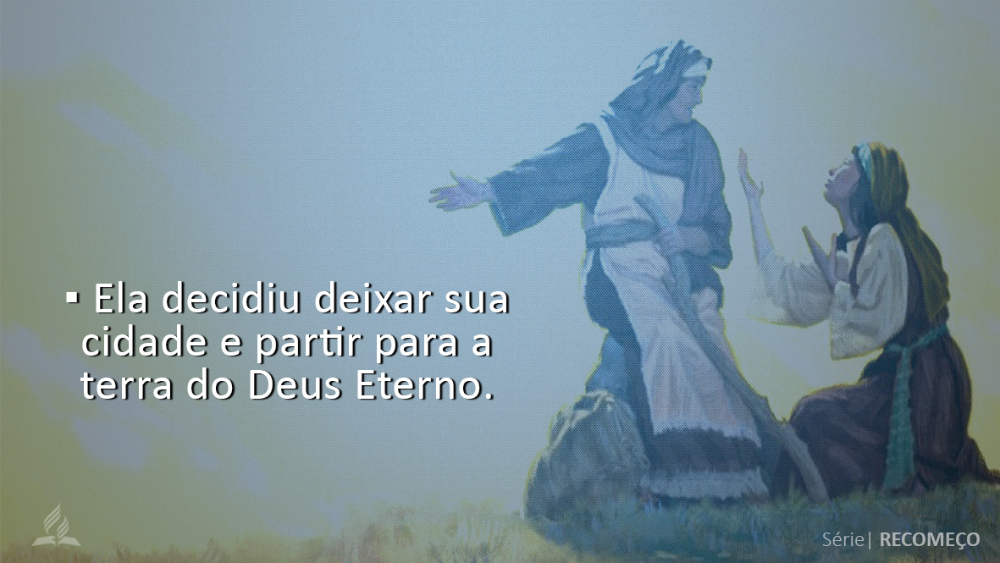 ▪ Ela decidiu deixar sua
cidade e partir para a
terra do Deus Eterno.
Série| RECOMEÇO